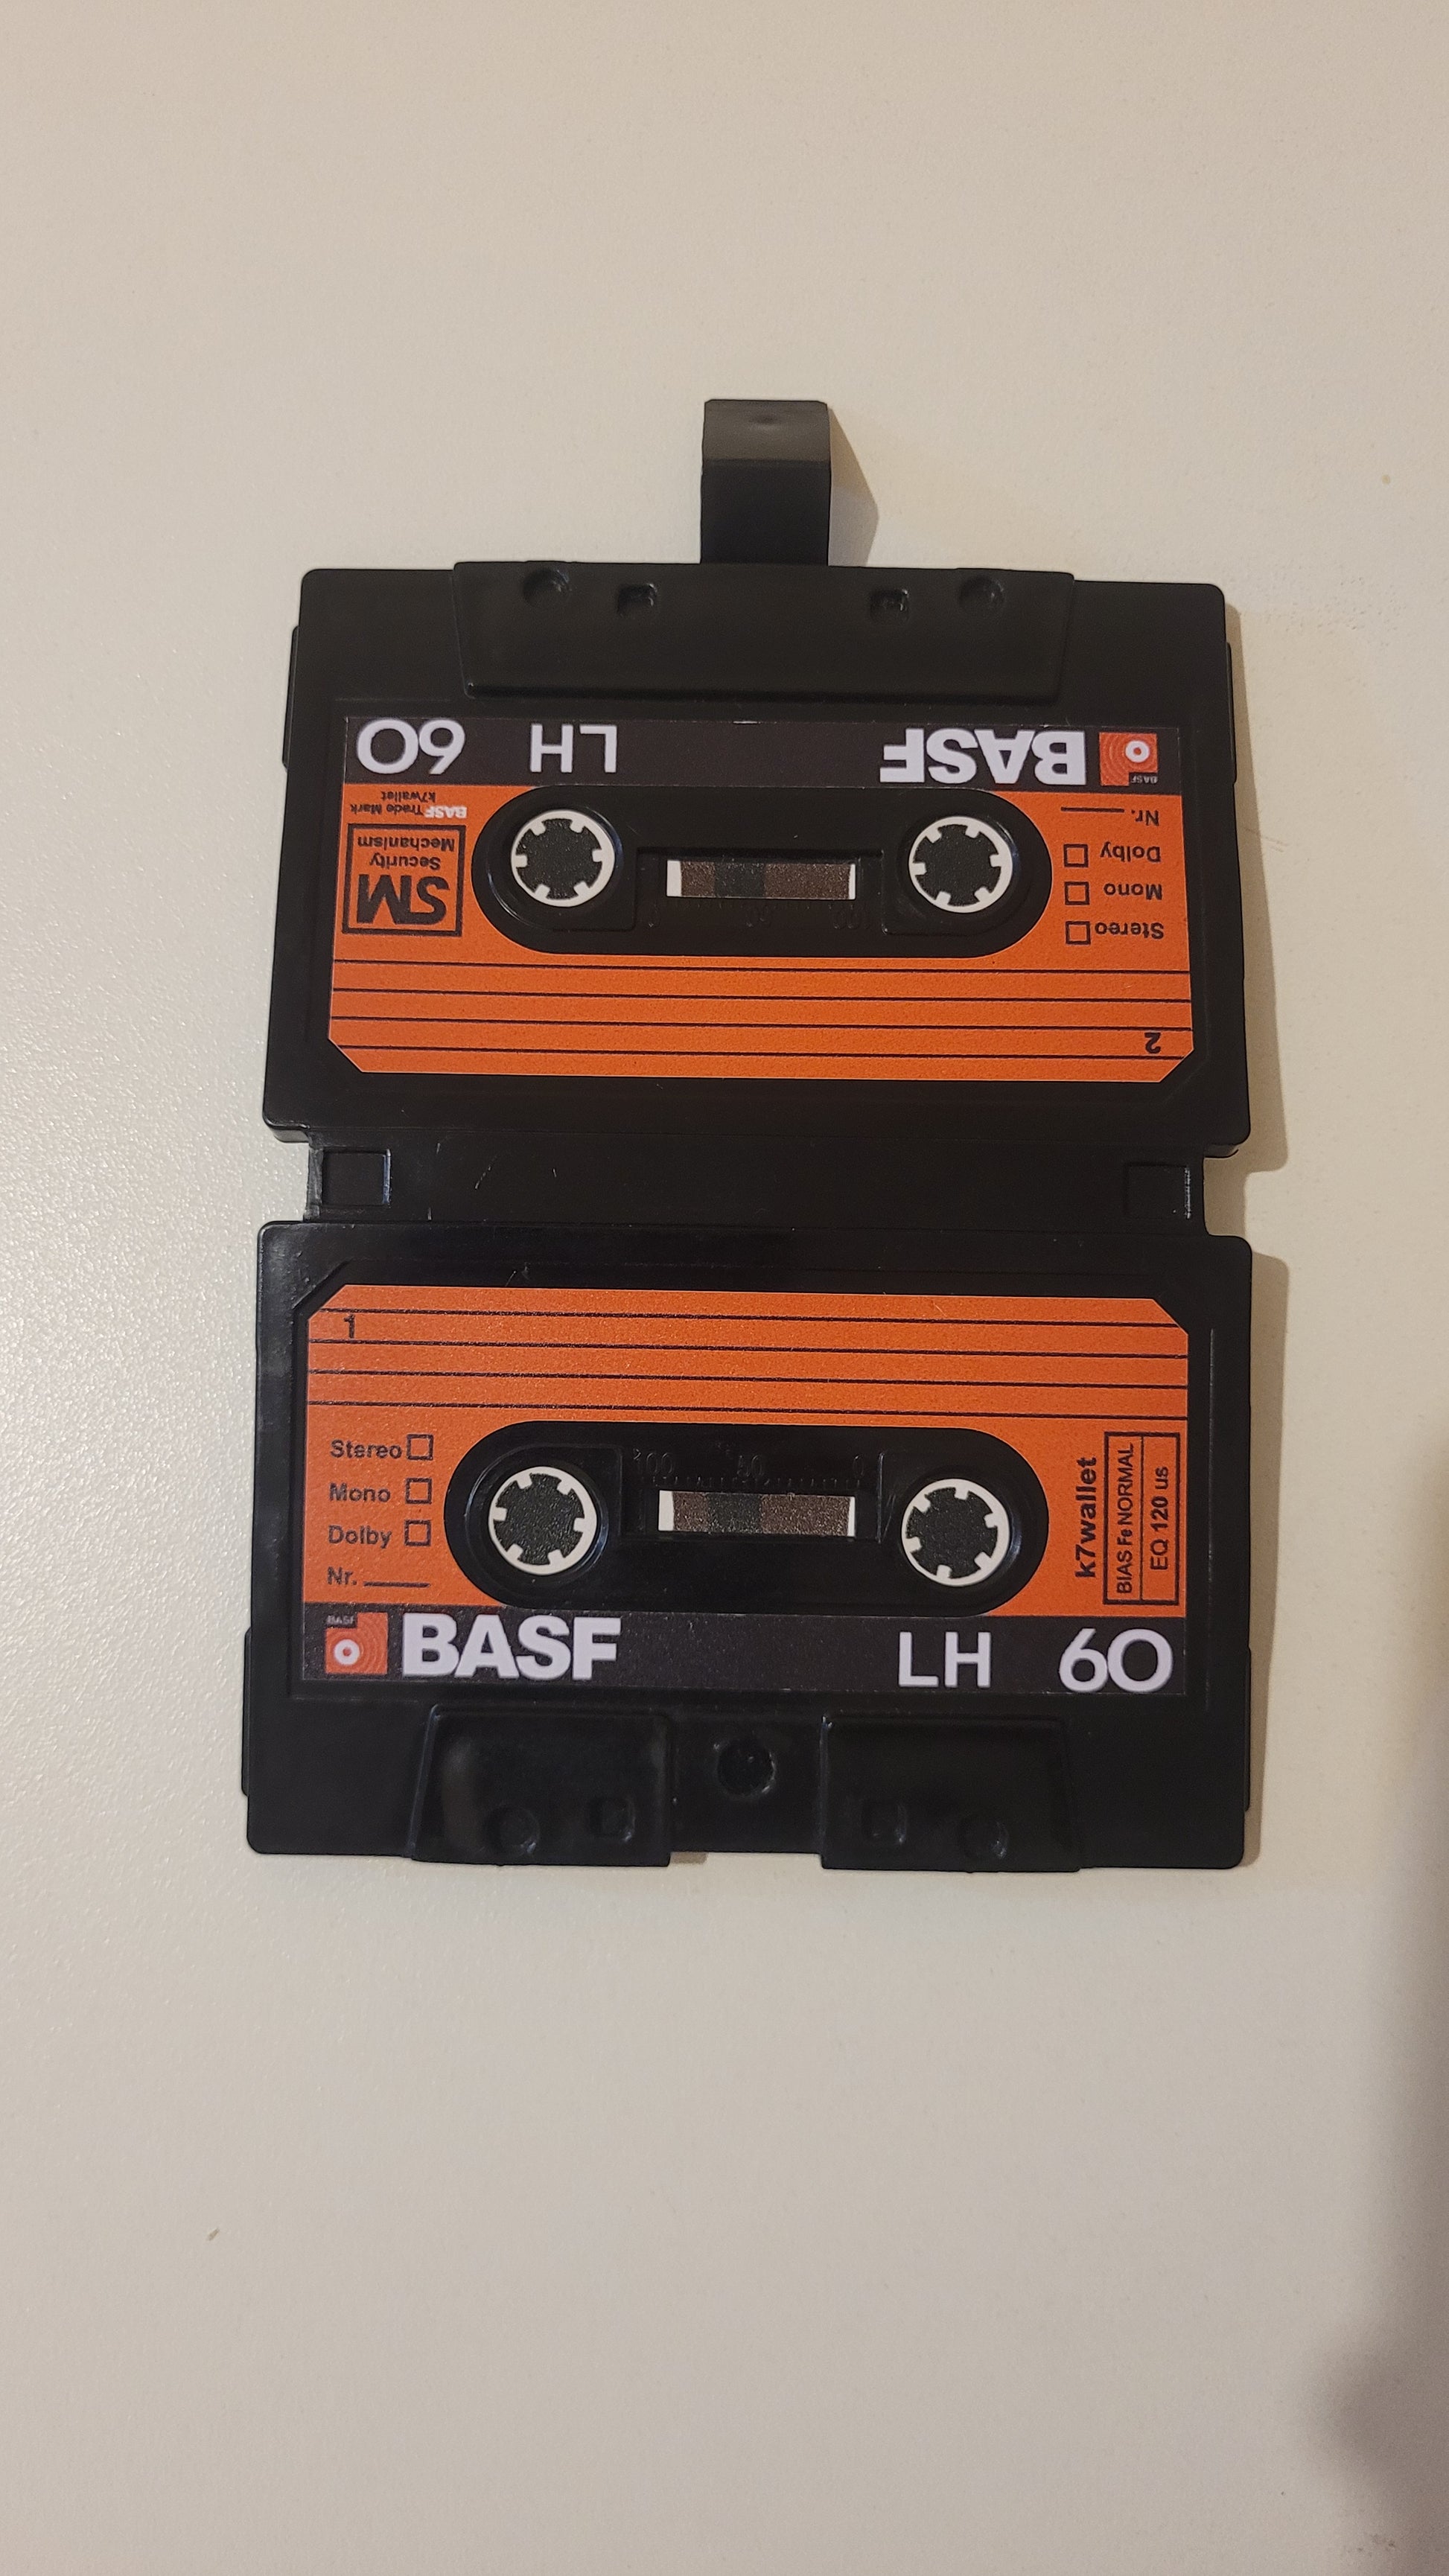 60 LH BASF
BASF
BASF Trade Mark
k7wallet
Nr.
SM
Security
Mechanism
Dolby
Mono
Stereo
2
1
Stereo
Mono
Dolby
Nr.
100 50 0
k7wallet
BIAS Fe NORMAL
EQ 120 us
BASF
BASF LH 60